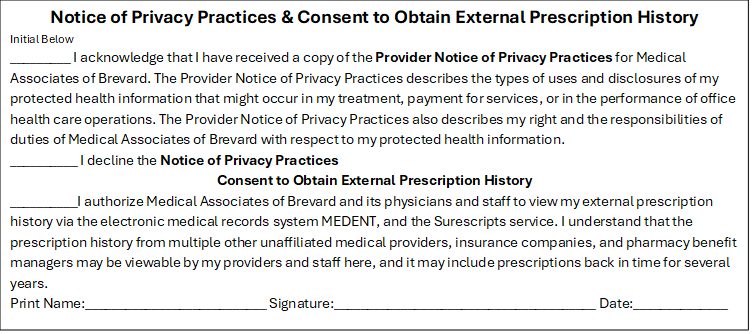 Notice of Privacy Practices & Consent to Obtain External Prescription History
Initial Below
_________ I acknowledge that I have received a copy of the Provider Notice of Privacy Practices for Medical
Associates of Brevard. The Provider Notice of Privacy Practices describes the types of uses and disclosures of my
protected health information that might occur in my treatment, payment for services, or in the performance of office
health care operations. The Provider Notice of Privacy Practices also describes my right and the responsibilities of
duties of Medical Associates of Brevard with respect to my protected health information.
__________ I decline the Notice of Privacy Practices
Consent to Obtain External Prescription History
__________I authorize Medical Associates of Brevard and its physicians and staff to view my external prescription
history via the electronic medical records system MEDENT, and the Surescripts service. I understand that the
prescription history from multiple other unaffiliated medical providers, insurance companies, and pharmacy benefit
managers may be viewable by my providers and staff here, and it may include prescriptions back in time for several
years.
Print Name:___________________________ Signature:_______________________________________ Date:______________